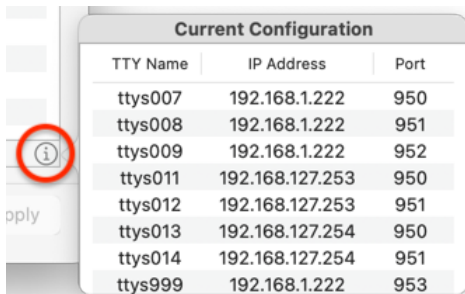 Current Configuration
TTY Name IP Address Port
ttys007 192.168.1.222 950
ttys008 192.168.1.222 951
ttys009 192.168.1.222 952
ttys011 192.168.127.253 950
ttys012 192.168.127.253 951
ttys013 192.168.127.254 950
ttys014 192.168.127.254 951
ttys999 192.168.1.222 953
pply